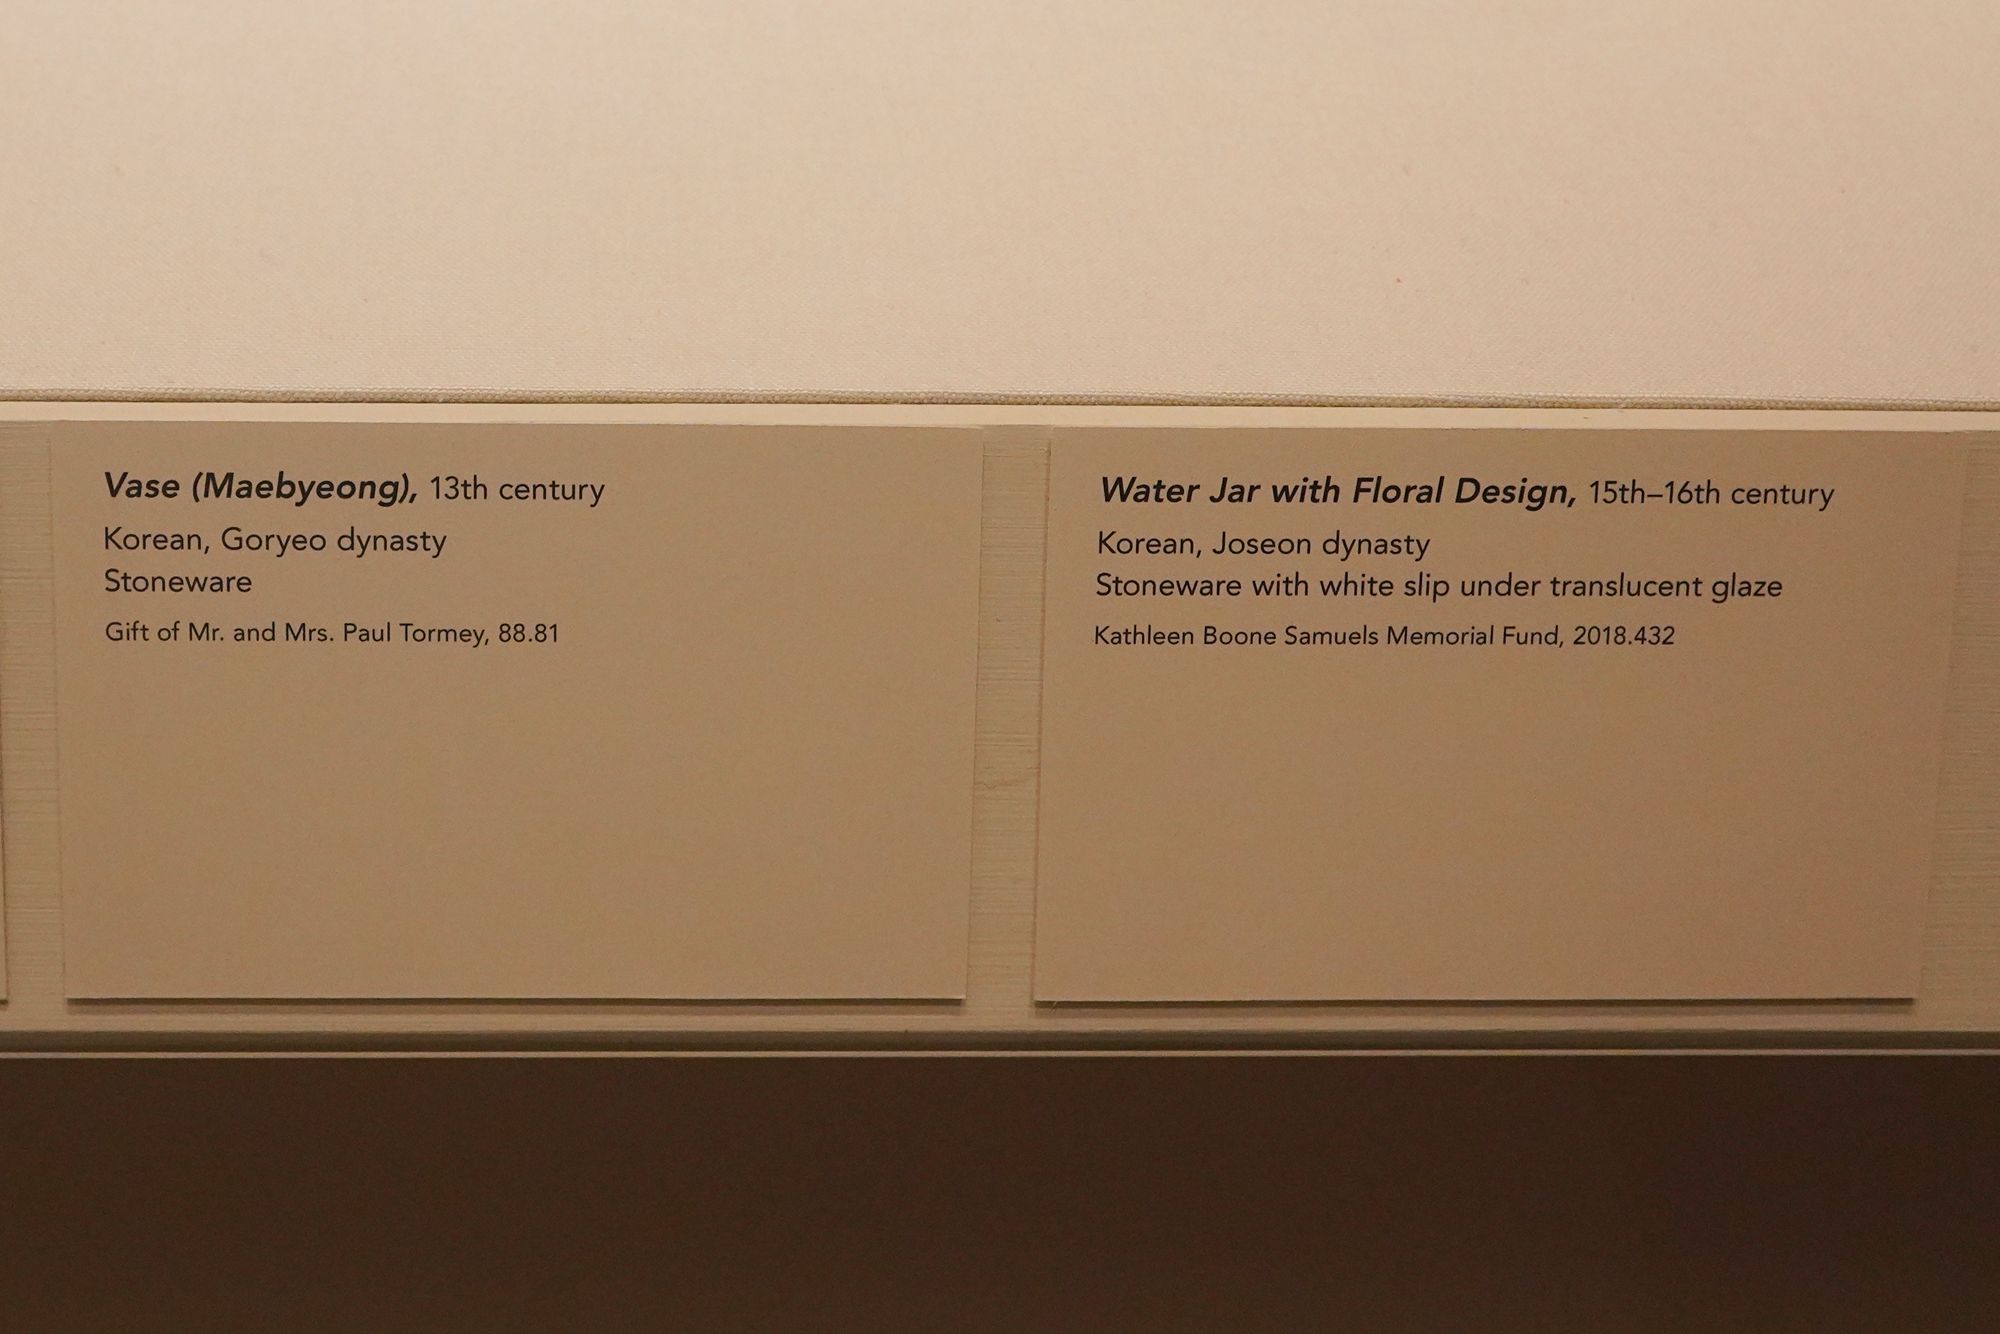 Vase (Maebyeong), 13th century
Korean, Goryeo dynasty
Stoneware
Gift of Mr. and Mrs. Paul Tormey, 88.81
Water Jar with Floral Design, 15th–16th century
Korean, Joseon dynasty
Stoneware with white slip under translucent glaze
Kathleen Boone Samuels Memorial Fund, 2018.432